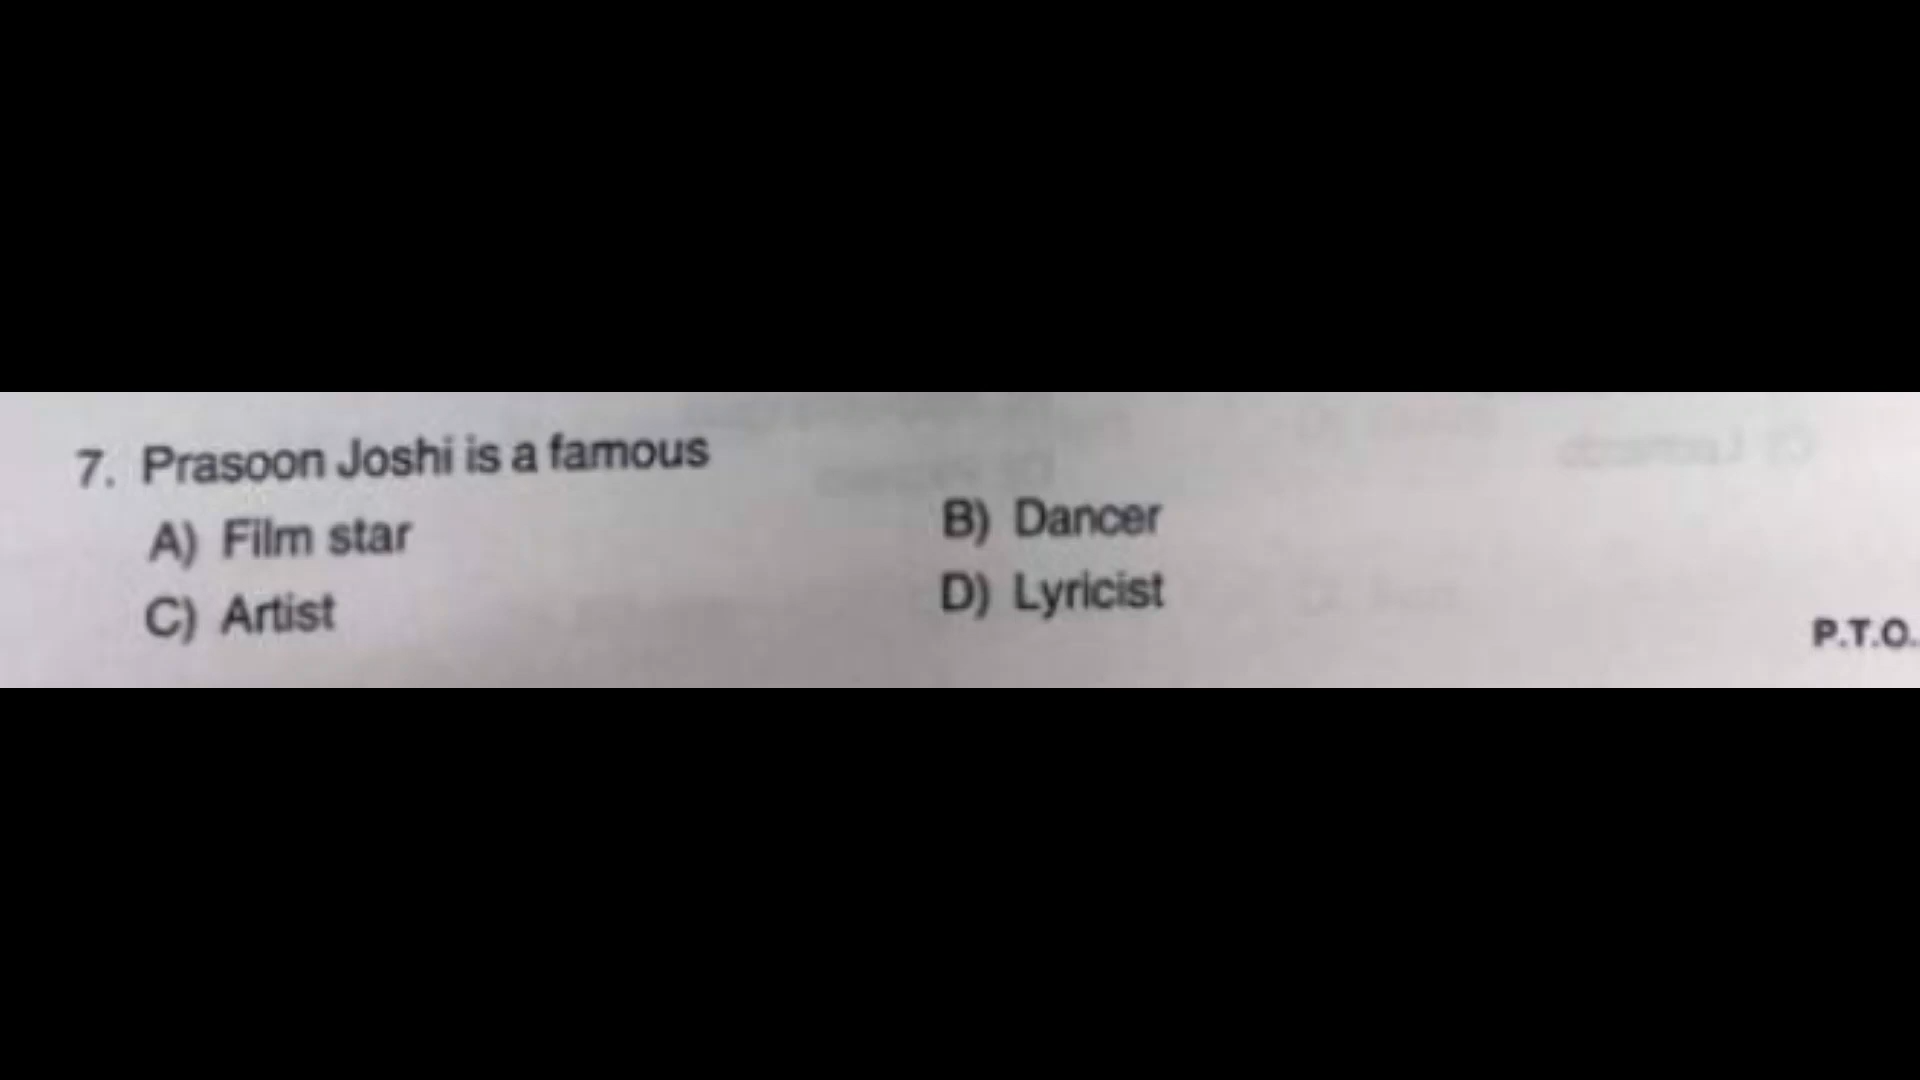 7. Prasoon Joshi is a famous
A) Film star
B) Dancer
C) Artist
D) Lyricist
P.T.O.